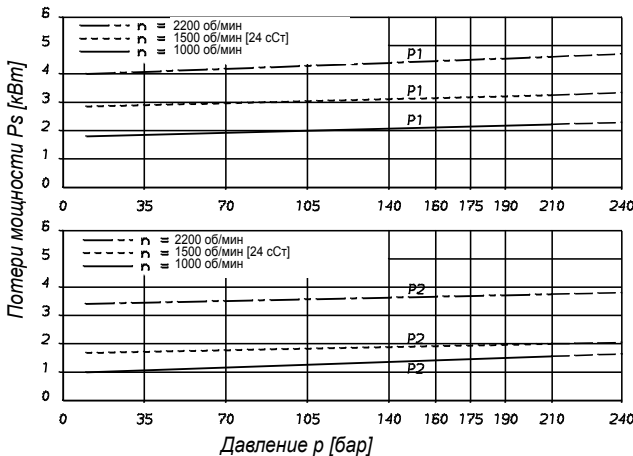 Потери мощности Ps [кВт]
6
5
4
3
2
1
0
n = 2200 об/мин
n = 1500 об/мин [24 сСт]
n = 1000 об/мин
P1
P1
P1
0 35 70 105 140 160 175 190 210 240
6
5
4
3
2
1
0
n = 2200 об/мин
n = 1500 об/мин [24 сСт]
n = 1000 об/мин
P2
P2
P2
0 35 70 105 140 160 175 190 210 240
Давление p [бар]